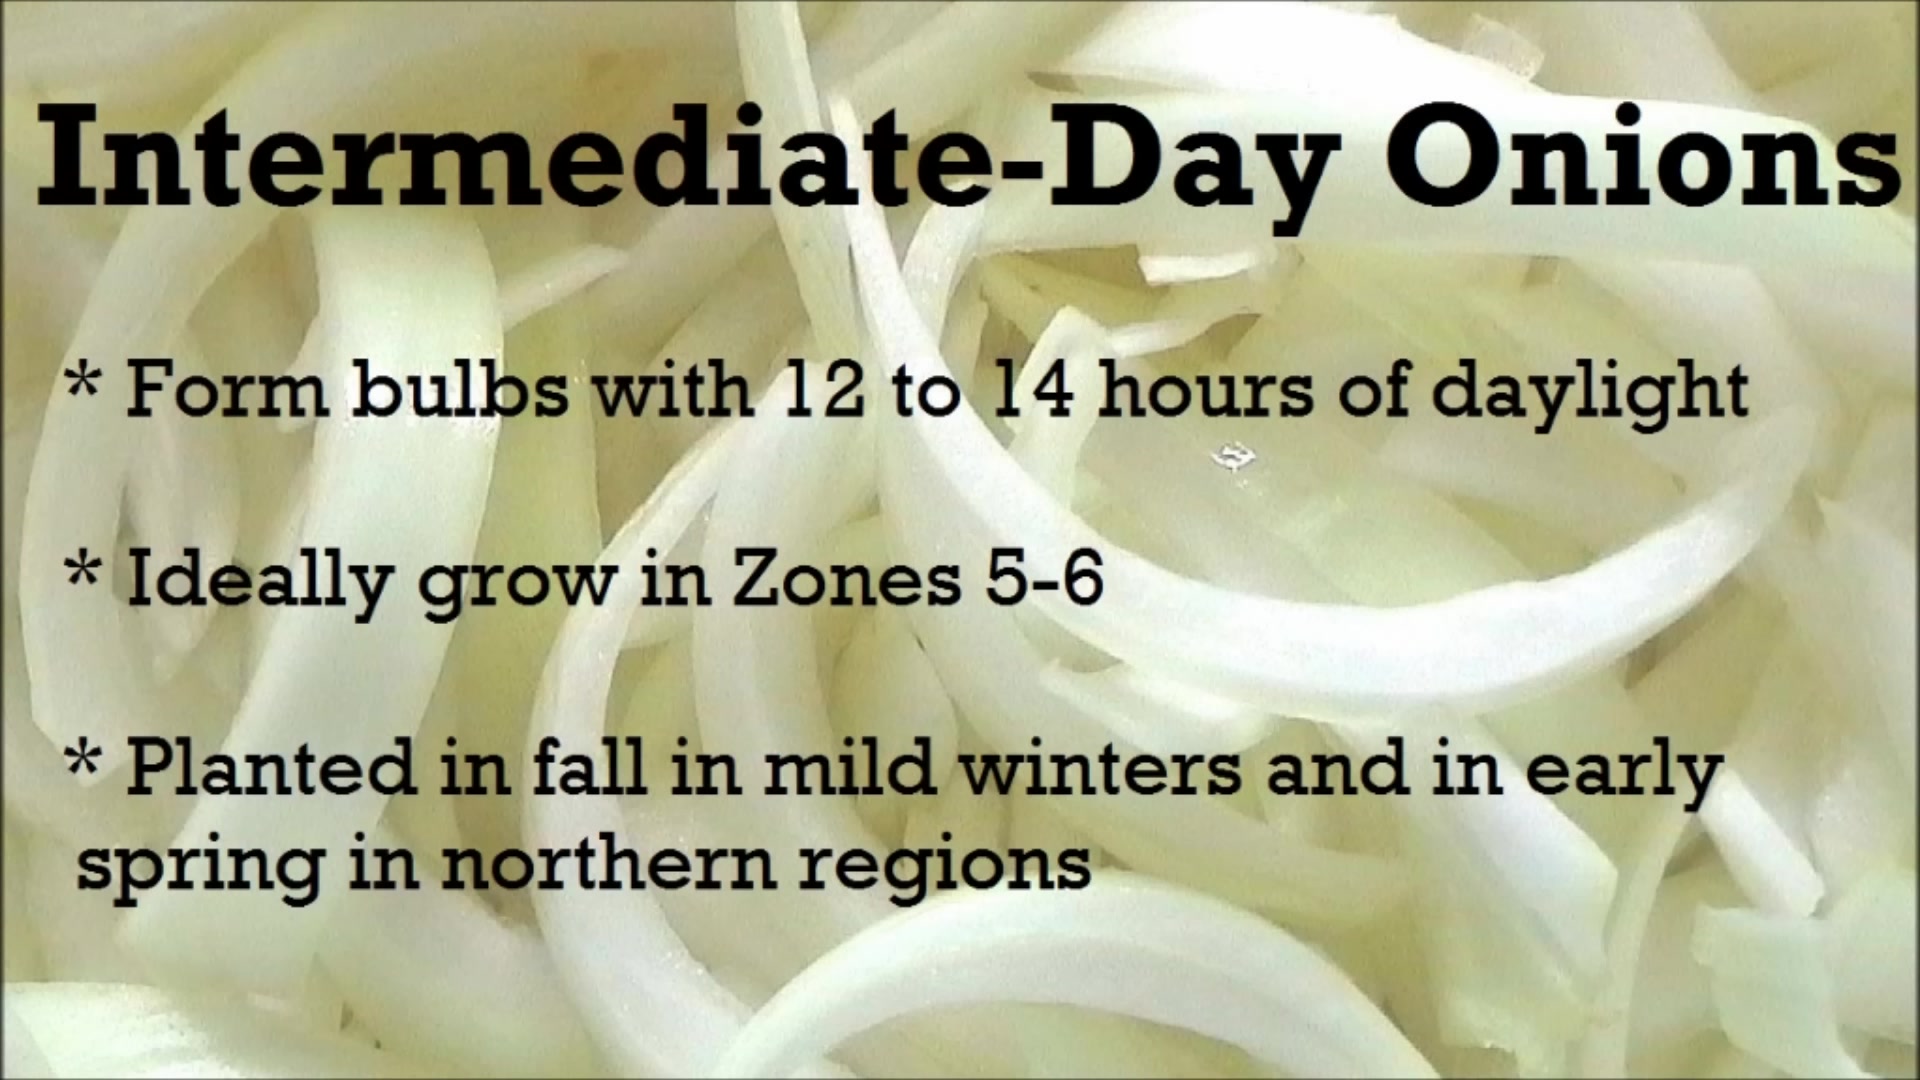 Intermediate-Day Onions
* Form bulbs with 12 to 14 hours of daylight
* Ideally grow in Zones 5-6
* Planted in fall in mild winters and in early
spring in northern regions